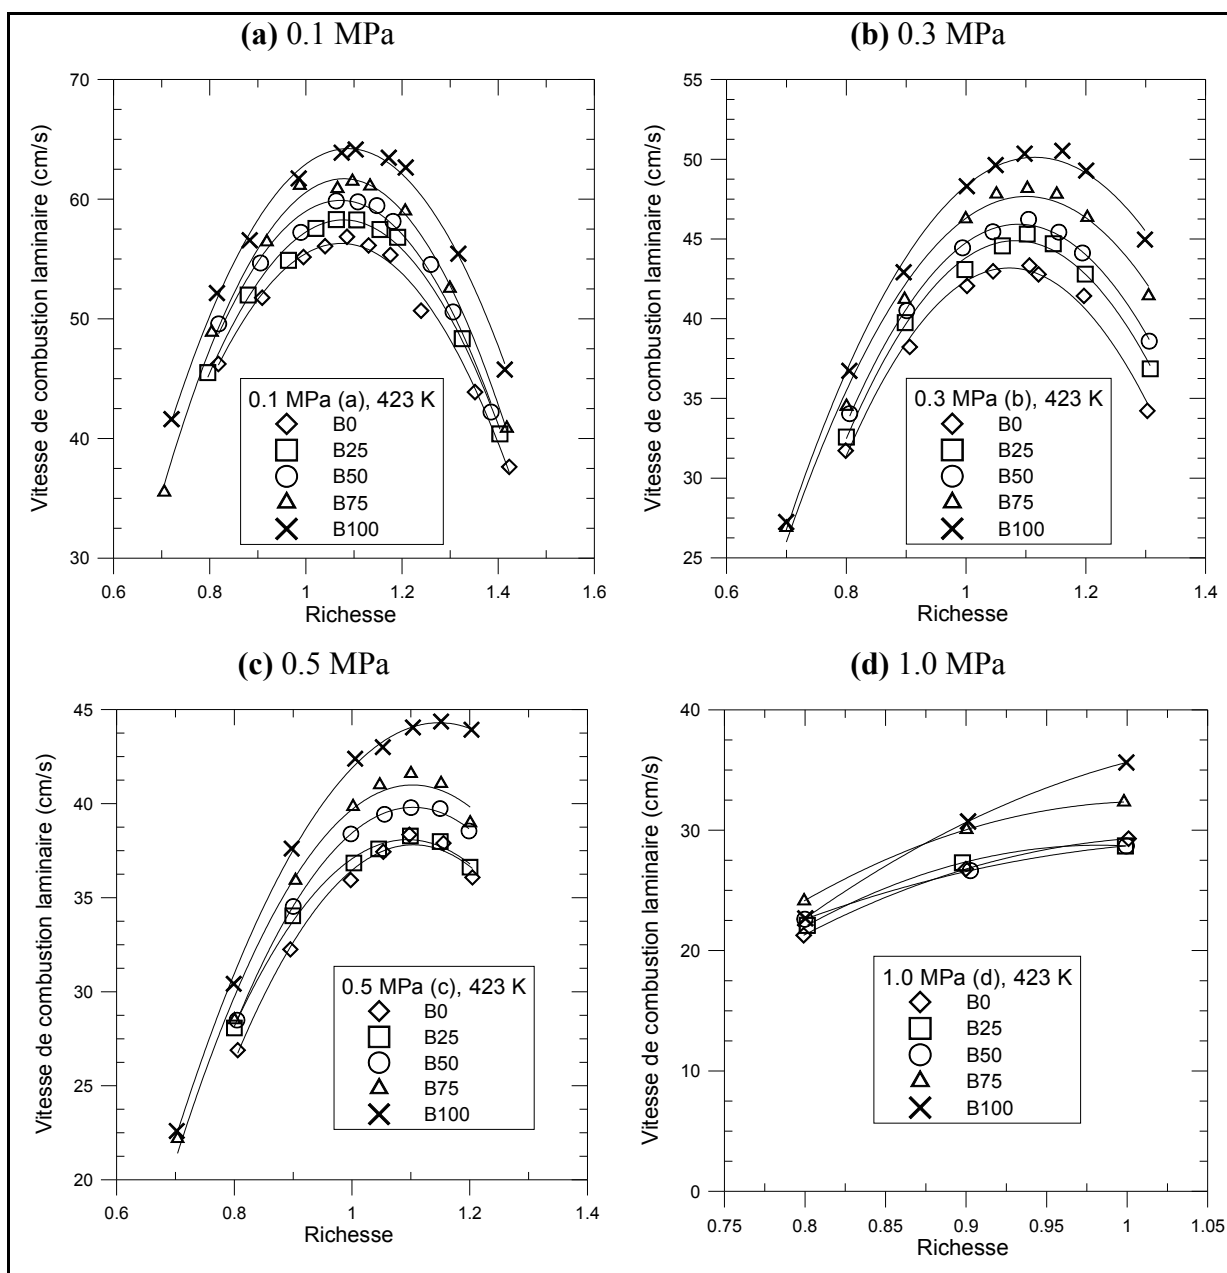 (a) 0.1 MPa
Vitesse de combustion laminaire (cm/s)
70
60
50
40
30
0.6 0.8 1 1.2 1.4 1.6
Richesse
0.1 MPa (a), 423 K
B0
B25
B50
B75
B100
(b) 0.3 MPa
Vitesse de combustion laminaire (cm/s)
55
50
45
40
35
31
25
0.6 0.8 1 1.2 1.4
Richesse
0.3 MPa (b), 423 K
B0
B25
B50
B75
B100
(c) 0.5 MPa
Vitesse de combustion laminaire (cm/s)
45
40
35
31
25
20
0.6 0.8 1 1.2 1.4
Richesse
0.5 MPa (c), 423 K
B0
B25
B50
B75
B100
(d) 1.0 MPa
Vitesse de combustion laminaire (cm/s)
40
30
20
10
0
0.75 0.8 0.85 0.9 0.95 1 1.05
Richesse
1.0 MPa (d), 423 K
B0
B25
B50
B75
B100